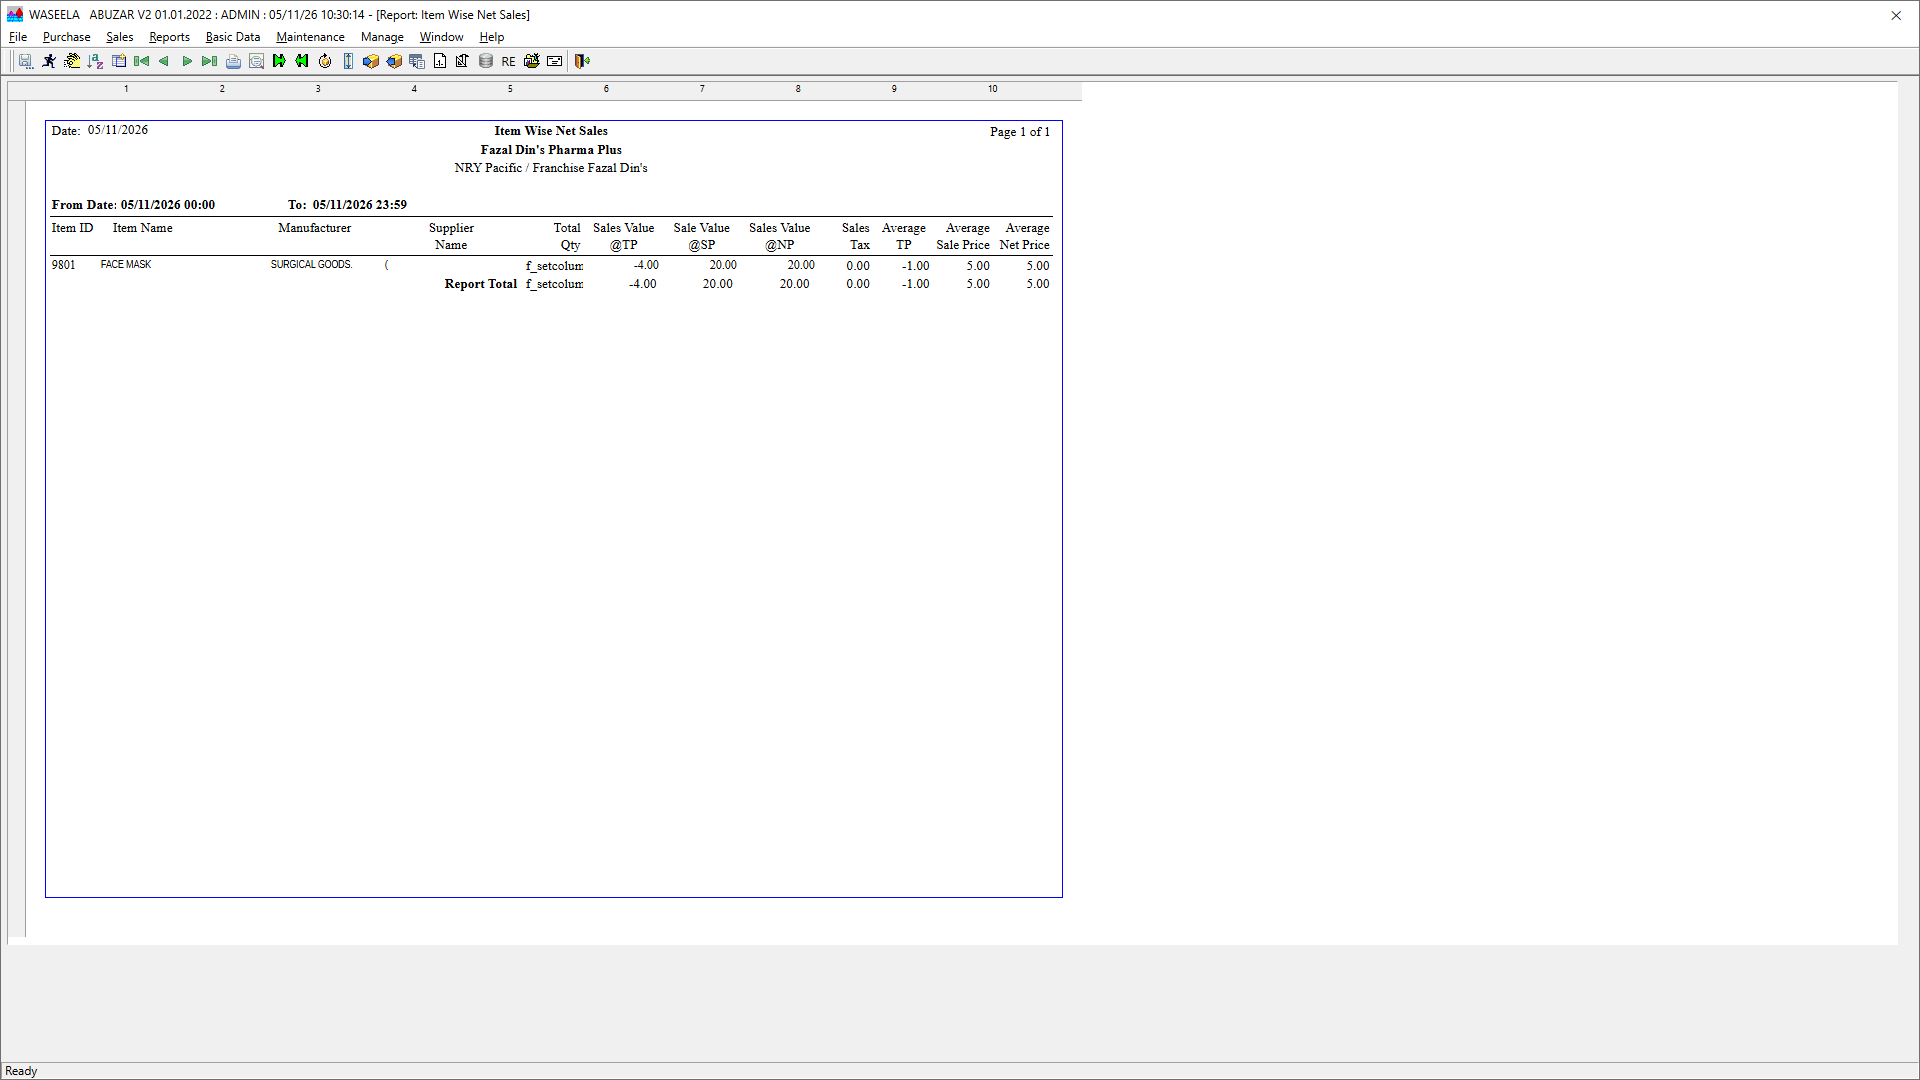 WASEELA   ABUZAR V2 01.01.2022 : ADMIN : 05/11/26 10:30:14 - [Report: Item Wise Net Sales]
File Purchase Sales Reports Basic Data Maintenance Manage Window Help
RE
1 2 3 4 5 6 7 8 9 10
Date: 05/11/2026 Item Wise Net Sales Page 1 of 1
Fazal Din's Pharma Plus
NRY Pacific / Franchise Fazal Din's
From Date: 05/11/2026 00:00 To: 05/11/2026 23:59
Item ID Item Name Manufacturer Supplier Total Sales Value Sale Value Sales Value Sales Average Average Average
Name Qty @TP @SP @NP Tax TP Sale Price Net Price
9801 FACE MASK SURGICAL GOODS. ( f_setcolum -4.00 20.00 20.00 0.00 -1.00 5.00 5.00
Report Total f_setcolum -4.00 20.00 20.00 0.00 -1.00 5.00 5.00
Ready